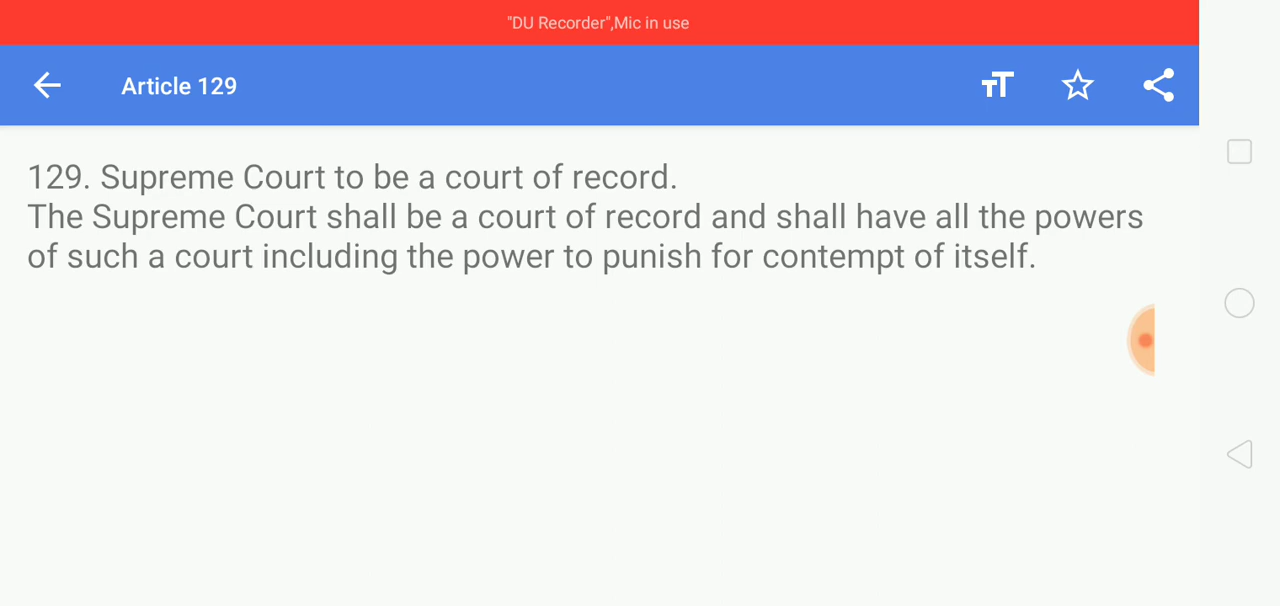 "DU Recorder",Mic in use
Article 129
129. Supreme Court to be a court of record.
The Supreme Court shall be a court of record and shall have all the powers
of such a court including the power to punish for contempt of itself.